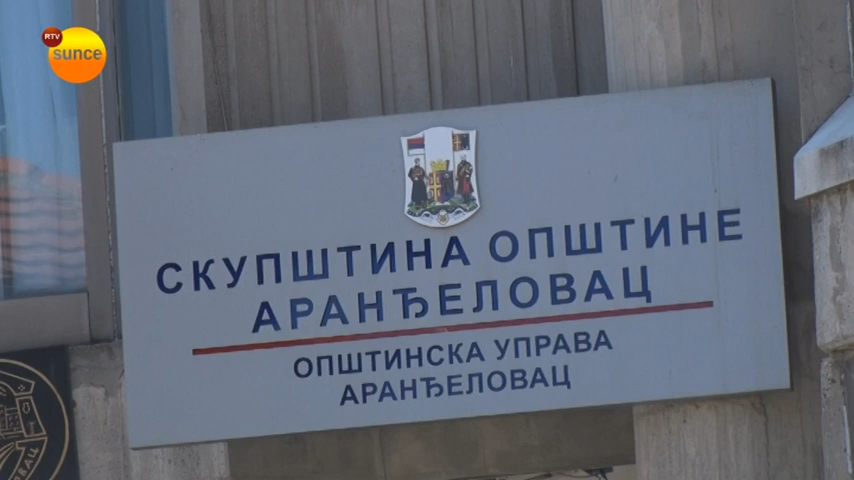 RTV
sunce
СКУПШТИНА ОПШТИНЕ
АРАНЂЕЛОВАЦ
ОПШТИНСКА УПРАВА
АРАНЂЕЛОВАЦ